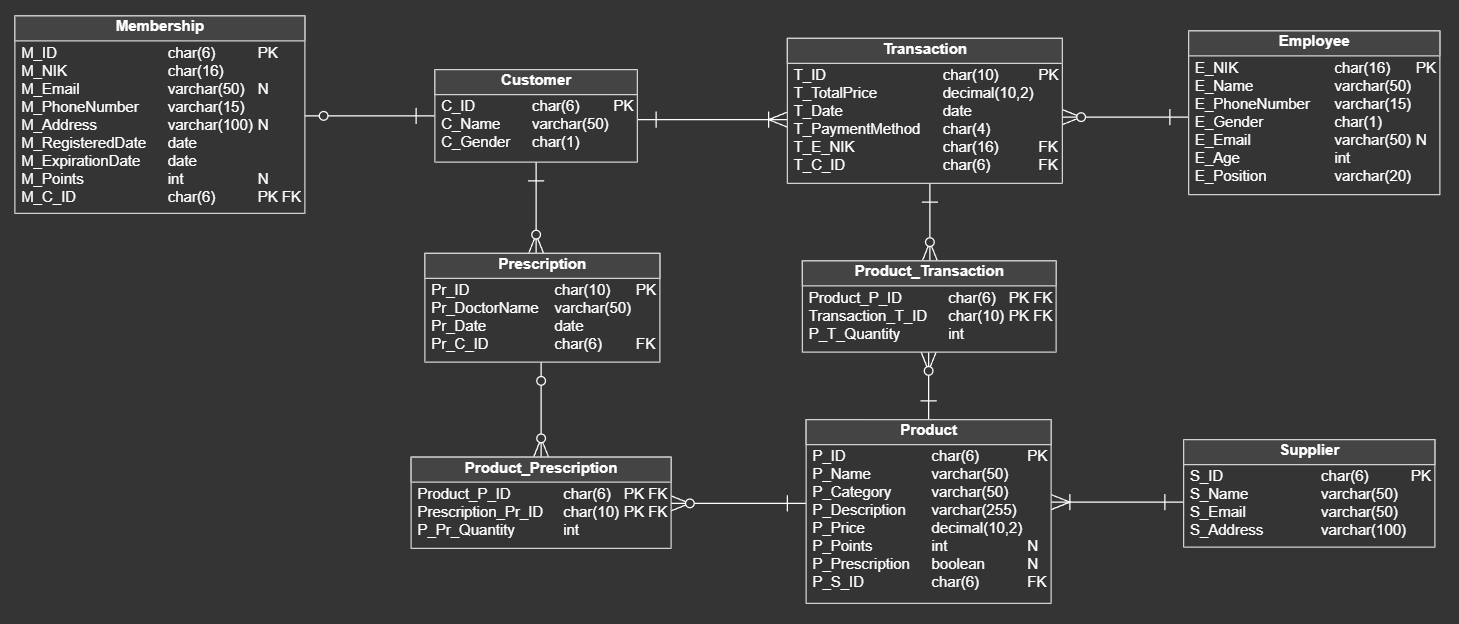 Membership
M_ID char(6) PK
M_NIK char(16)
M_Email varchar(50) N
M_PhoneNumber varchar(15)
M_Address varchar(100) N
M_RegisteredDate date
M_ExpirationDate date
M_Points int N
M_C_ID char(6) PK FK
Customer
C_ID char(6) PK
C_Name varchar(50)
C_Gender char(1)
Transaction
T_ID char(10) PK
T_TotalPrice decimal(10,2)
T_Date date
T_PaymentMethod char(4)
T_E_NIK char(16) FK
T_C_ID char(6) FK
Employee
E_NIK char(16) PK
E_Name varchar(50)
E_PhoneNumber varchar(15)
E_Gender char(1)
E_Email varchar(50) N
E_Age int
E_Position varchar(20)
Prescription
Pr_ID char(10) PK
Pr_DoctorName varchar(50)
Pr_Date date
Pr_C_ID char(6) FK
Product_Transaction
Product_P_ID char(6) PK FK
Transaction_T_ID char(10) PK FK
P_T_Quantity int
Product_Prescription
Product_P_ID char(6) PK FK
Prescription_Pr_ID char(10) PK FK
P_Pr_Quantity int
Product
P_ID char(6) PK
P_Name varchar(50)
P_Category varchar(50)
P_Description varchar(255)
P_Price decimal(10,2)
P_Points int N
P_Prescription boolean N
P_S_ID char(6) FK
Supplier
S_ID char(6) PK
S_Name varchar(50)
S_Email varchar(50)
S_Address varchar(100)